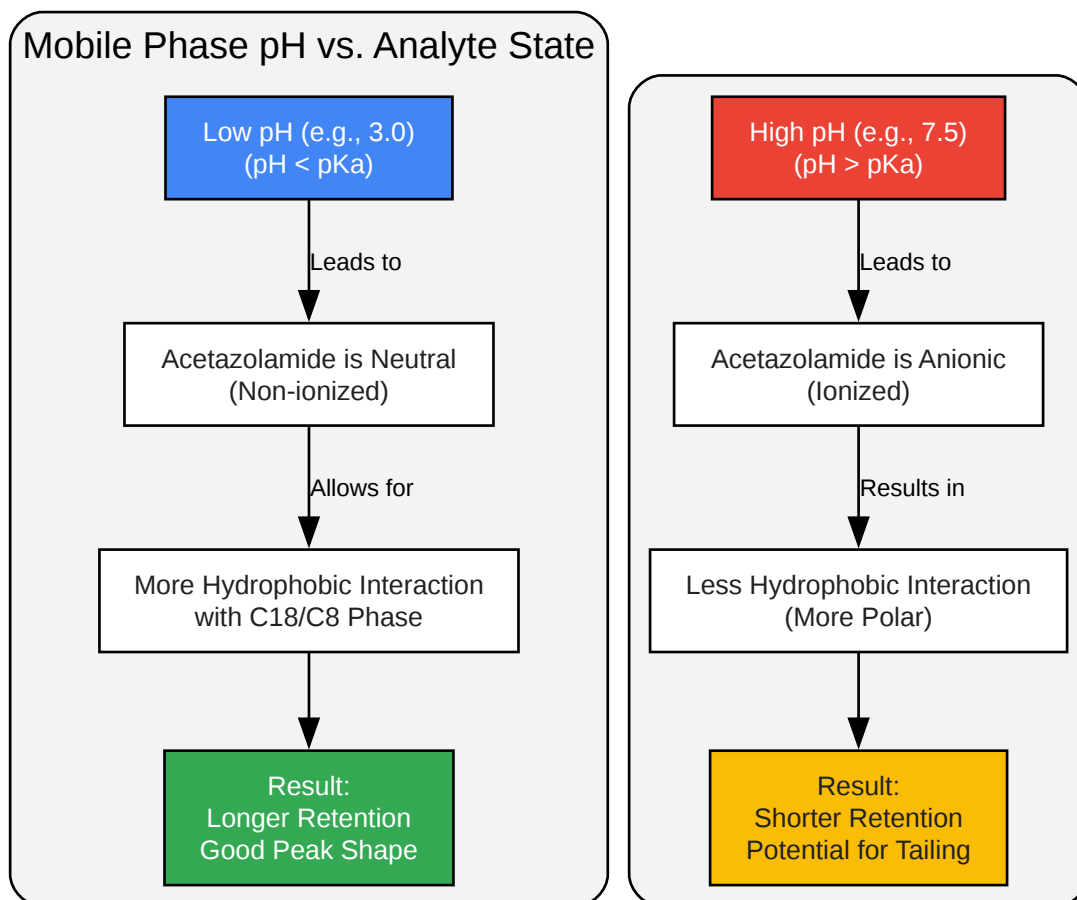 Mobile Phase pH vs. Analyte State
Low pH (e.g., 3.0)
(pH < pKa)
Leads to
Acetazolamide is Neutral
(Non-ionized)
Allows for
More Hydrophobic Interaction
with C18/C8 Phase
Result:
Longer Retention
Good Peak Shape
High pH (e.g., 7.5)
(pH > pKa)
Leads to
Acetazolamide is Anionic
(Ionized)
Results in
Less Hydrophobic Interaction
(More Polar)
Result:
Shorter Retention
Potential for Tailing